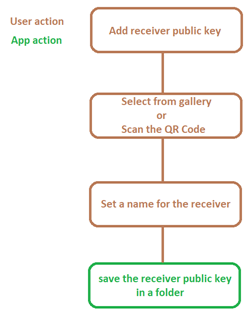 User action
App action
Add receiver public key
Select from gallery
or
Scan the QR Code
Set a name for the receiver
save the receiver public key
in a folder